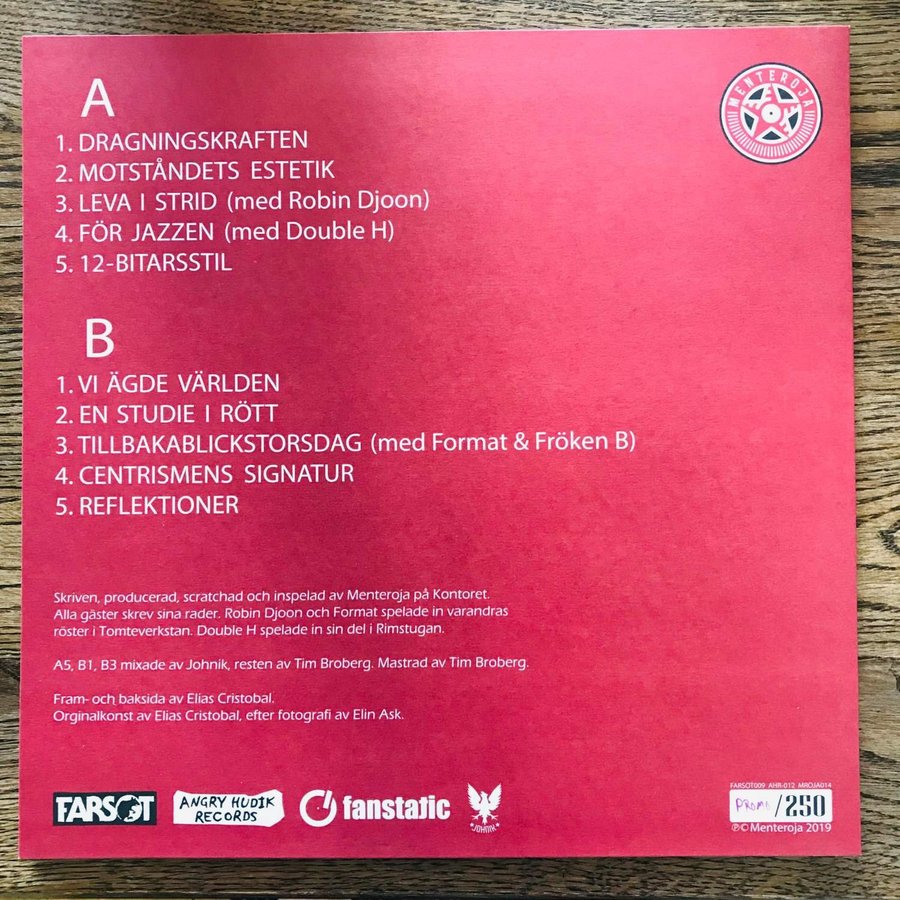 MENTEROJA
A
1. DRAGNINGSKRAFTEN
2. MOTSTÅNDETS ESTETIK
3. LEVA I STRID (med Robin Djoon)
4. FÖR JAZZEN (med Double H)
5. 12-BITARSSTIL
B
1. VI ÄGDE VÄRLDEN
2. EN STUDIE I RÖTT
3. TILLBAKABLICKSTORSDAG (med Format & Fröken B)
4. CENTRISMENS SIGNATUR
5. REFLEKTIONER
Skriven, producerad, scratchad och inspelad av Menteroja på Kontoret.
Alla gäster skrev sina rader. Robin Djoon och Format spelade in varandras
röster i Tomteverkstan. Double H spelade in sin del i Rimstugan.
A5, B1, B3 mixade av Johnik, resten av Tim Broberg. Mastrad av Tim Broberg.
Fram- och baksida av Elias Cristobal.
Orginalkonst av Elias Cristobal, efter fotografi av Elin Ask.
FARSOT
ANGRY HUDIK
RECORDS
fanstatic
JOHNIK
FARSOT009 AHR-012 MROJA014
PROMO/250
℗© Menteroja 2019